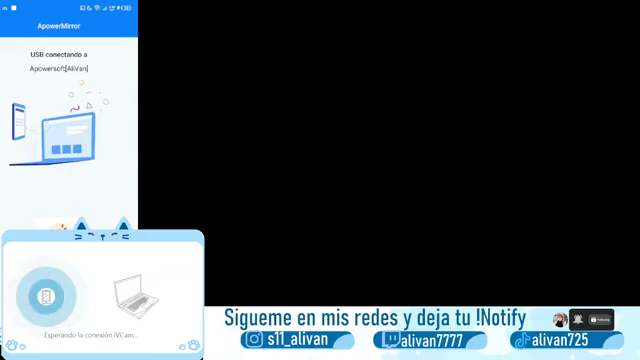 ApowerMirror
USB conectando a
Apowersoft[AliVan]
Esperando la conexión iVCam...
Sigueme en mis redes y deja tu !Notify
s11_alivan
alivan7777
alivan725